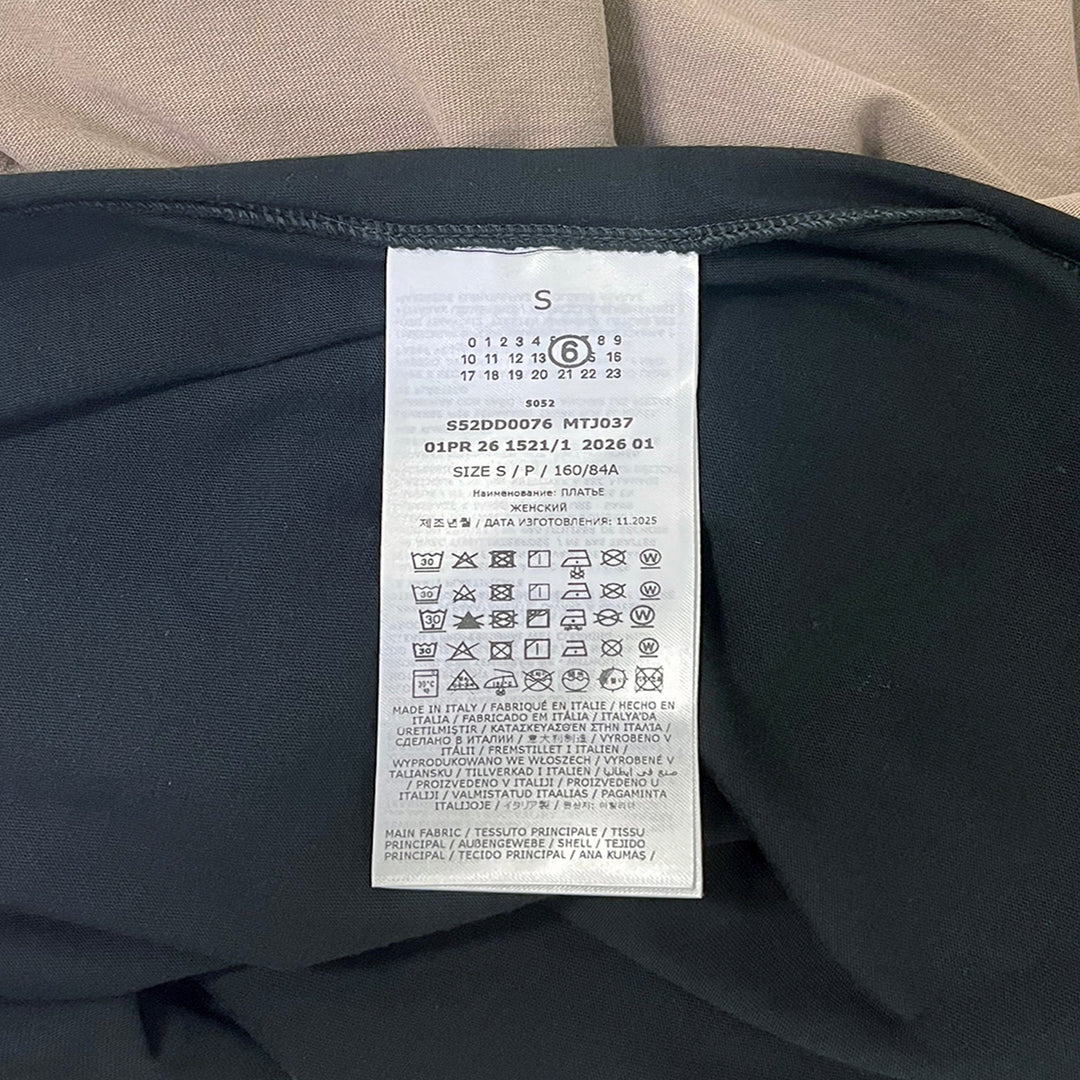 S
0 1 2 3 4 8 9
10 11 12 13 6 16
17 18 19 20 21 22 23
S052
S52DD0076 MTJ037
01PR 26 1521/1 2026 01
SIZE S / P / 160/84A
Наименование: ПЛАТЬЕ
ЖЕНСКИЙ
제조년월 / ДАТА ИЗГОТОВЛЕНИЯ: 11.2025
30 W
30 W
30 W
30 W
30°C
MADE IN ITALY / FABRIQUÉ EN ITALIE / HECHO EN
ITALIA / FABRICADO EM ITÁLIA / ITALYA'DA
ÜRETILMIŞTIR / ΚΑΤΑΣΚΕΥΑΣΘΕΝ ΣΤΗΝ ΙΤΑΛΙΑ /
СДЕЛАНО В ИТАЛИИ / 意大利制造 / VYROBENO V
ITÁLII / FREMSTILLET I ITALIEN /
WYPRODUKOWANO WE WŁOSZECH / VYROBENÉ V
TALIANSKU / TILLVERKAD I ITALIEN / صنع في إيطاليا
/ PROIZVEDENO V ITALIJI / PROIZVEDENO U
ITALIJI / VALMISTATUD ITAALIAS / PAGAMINTA
ITALIJOJE / イタリア製 / 원산지: 이탈리아
MAIN FABRIC / TESSUTO PRINCIPALE / TISSU
PRINCIPAL / AUßENGEWEBE / SHELL / TEJIDO
PRINCIPAL / TECIDO PRINCIPAL / ANA KUMAŞ /